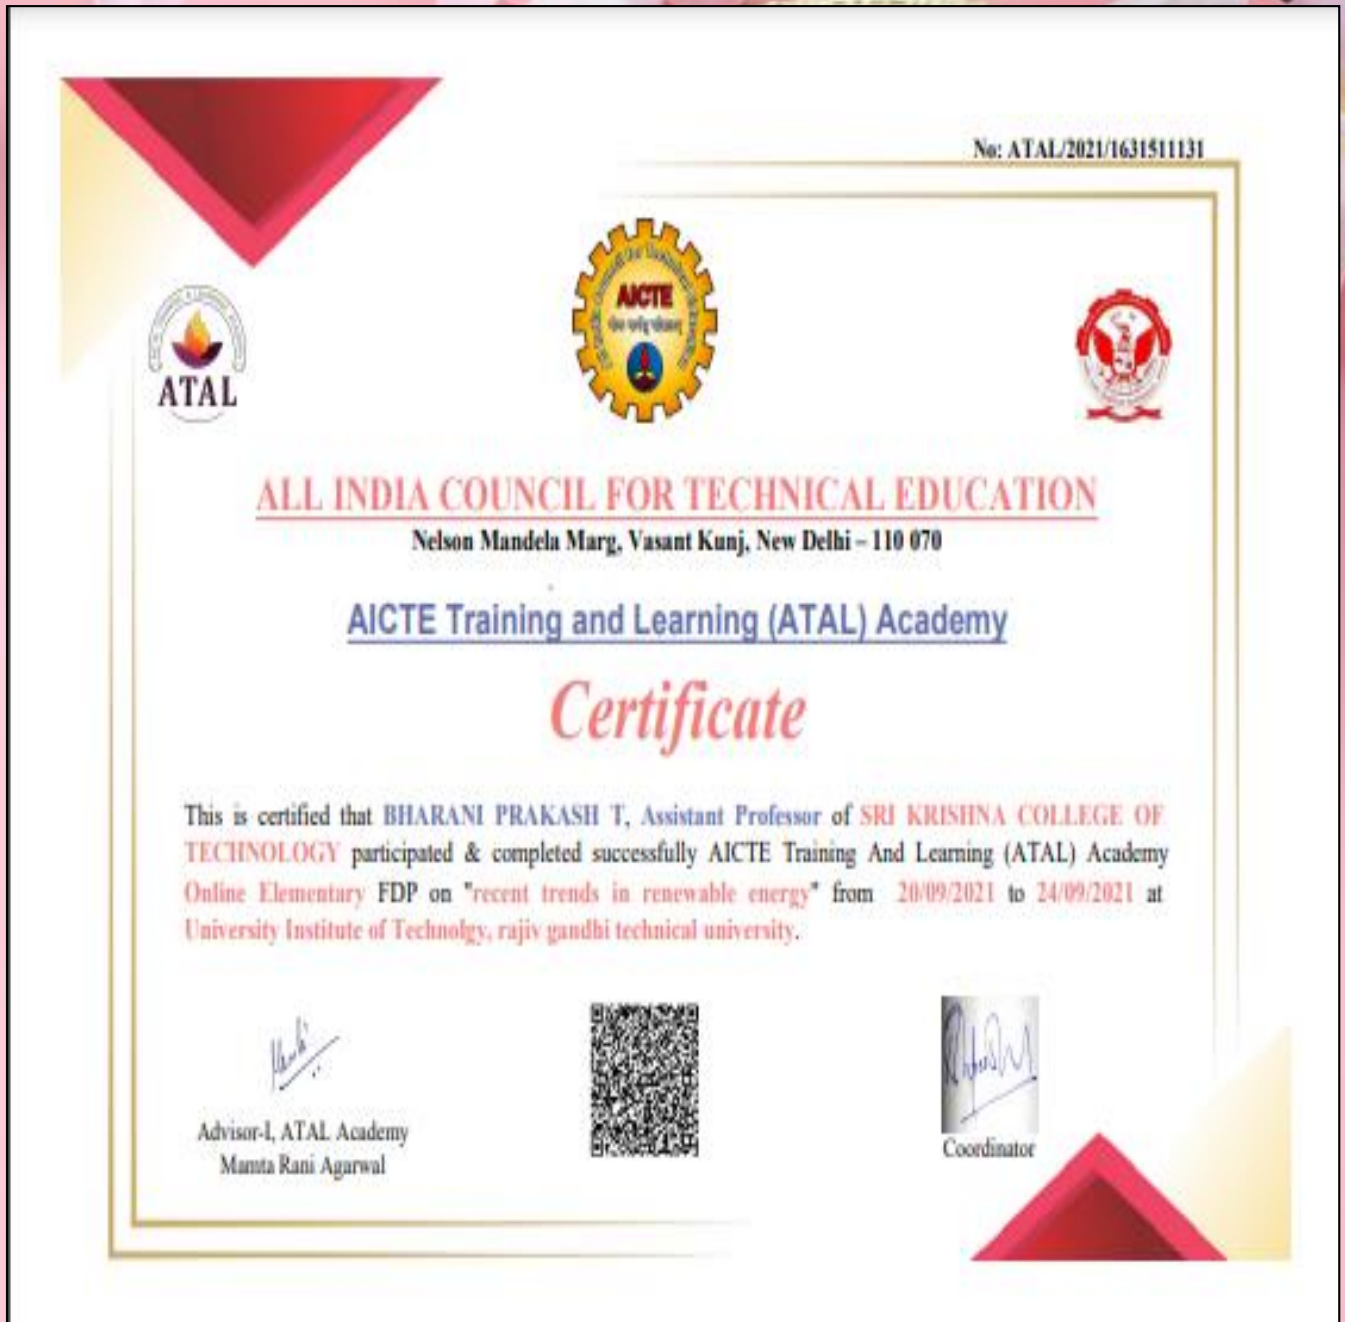 No: ATAL/2021/1631511131
AICTE
ATAL
ALL INDIA COUNCIL FOR TECHNICAL EDUCATION
Nelson Mandela Marg, Vasant Kunj, New Delhi – 110 070
AICTE Training and Learning (ATAL) Academy
Certificate
This is certified that BHARANI PRAKASH T, Assistant Professor of SRI KRISHNA COLLEGE OF
TECHNOLOGY participated & completed successfully AICTE Training And Learning (ATAL) Academy
Online Elementary FDP on "recent trends in renewable energy" from 20/09/2021 to 24/09/2021 at
University Institute of Technolgy, rajiv gandhi technical university.
Advisor-I, ATAL Academy
Mamta Rani Agarwal
Coordinator